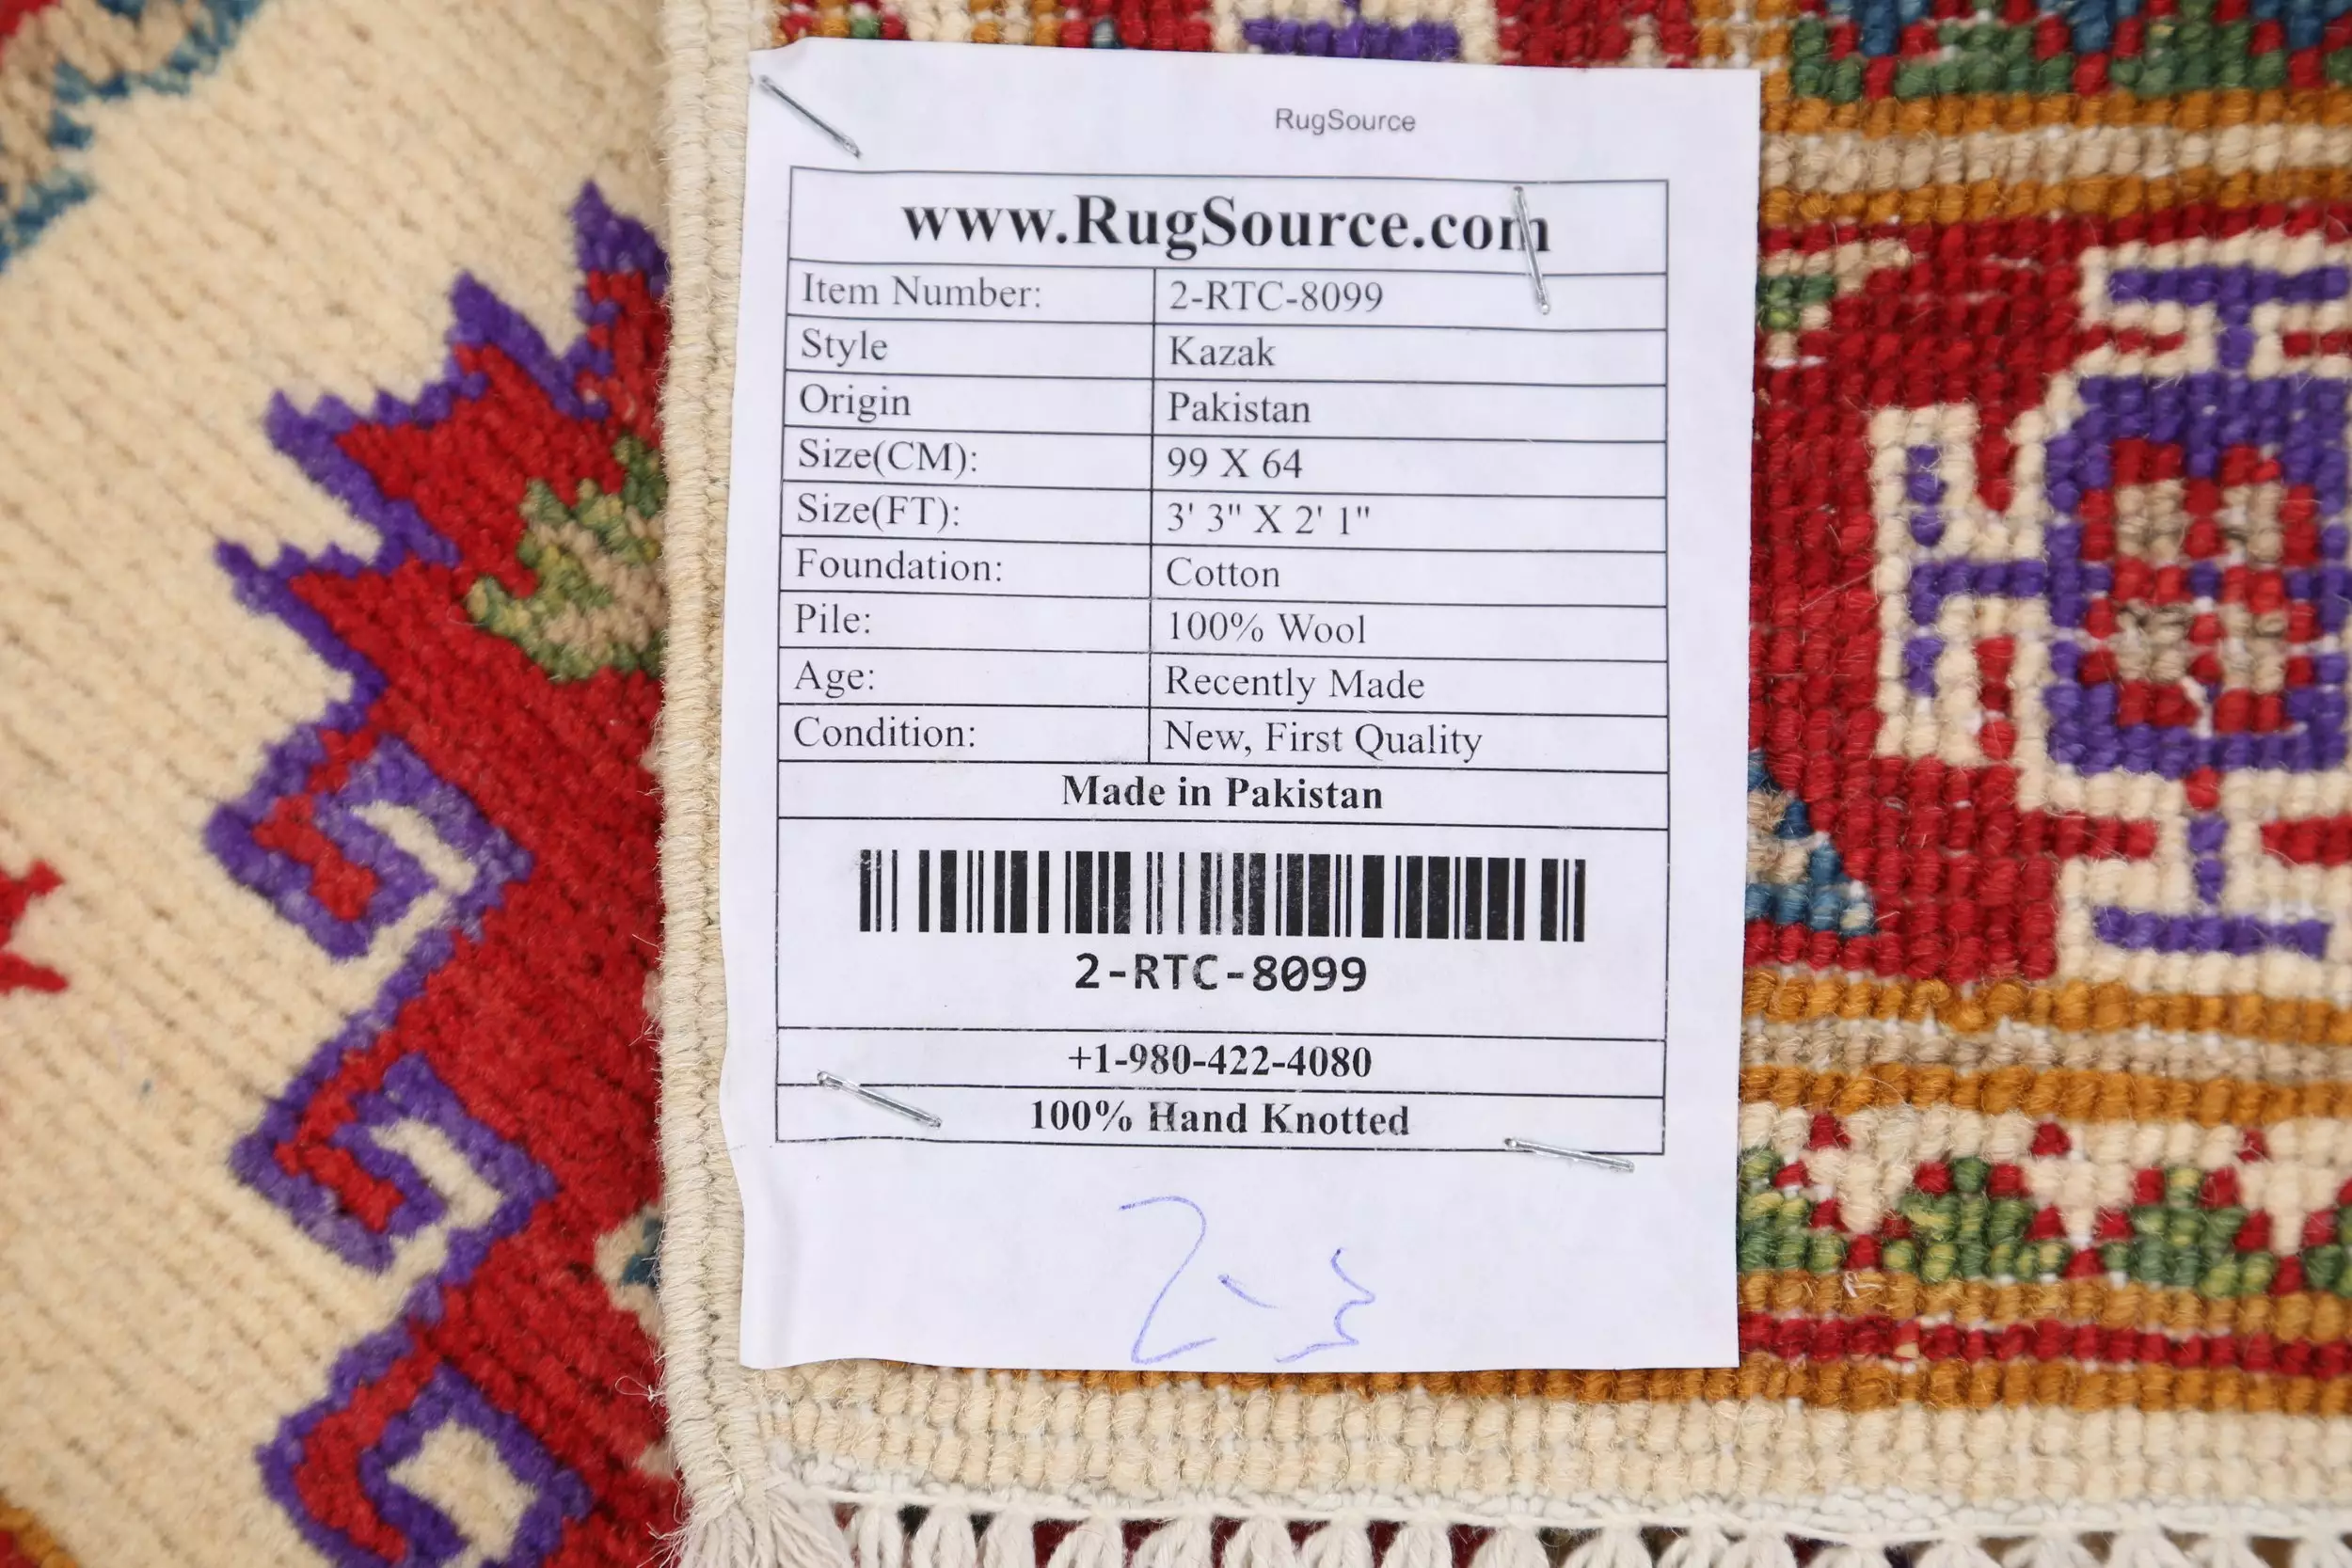 RugSource
www.RugSource.com
Item Number: 2-RTC-8099
Style Kazak
Origin Pakistan
Size(CM): 99 X 64
Size(FT): 3' 3" X 2' 1"
Foundation: Cotton
Pile: 100% Wool
Age: Recently Made
Condition: New, First Quality
Made in Pakistan
2-RTC-8099
+1-980-422-4080
100% Hand Knotted
2-3